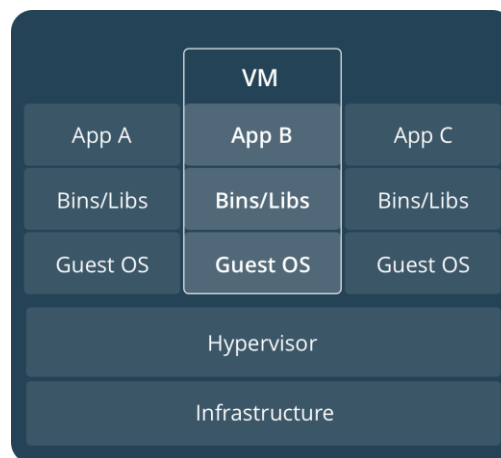 VM
App A App B App C
Bins/Libs Bins/Libs Bins/Libs
Guest OS Guest OS Guest OS
Hypervisor
Infrastructure